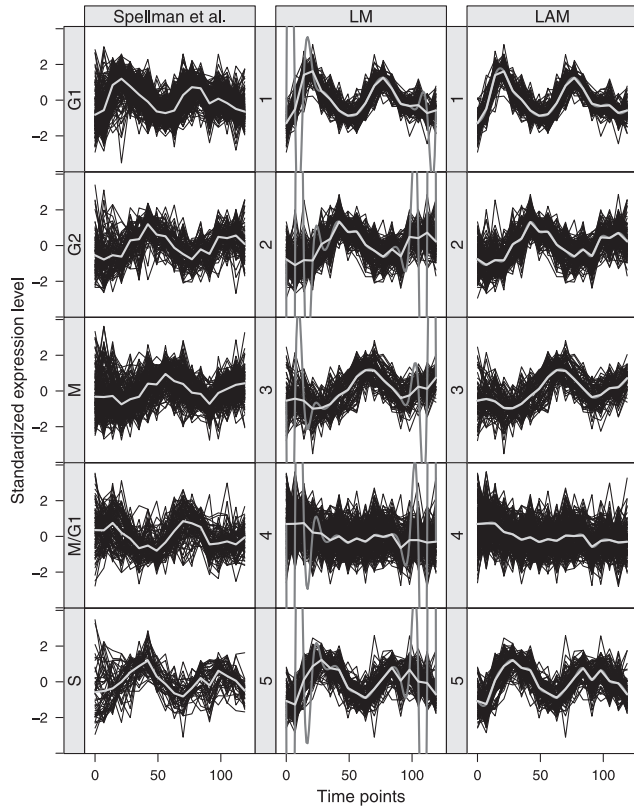 Spellman et al. LM LAM
Standardized expression level
G1 1 1
2
0
−2
G2 2 2
2
0
−2
M 3 3
2
0
−2
M/G1 4 4
2
0
−2
S 5 5
2
0
−2
0 50 100 0 50 100 0 50 100
Time points